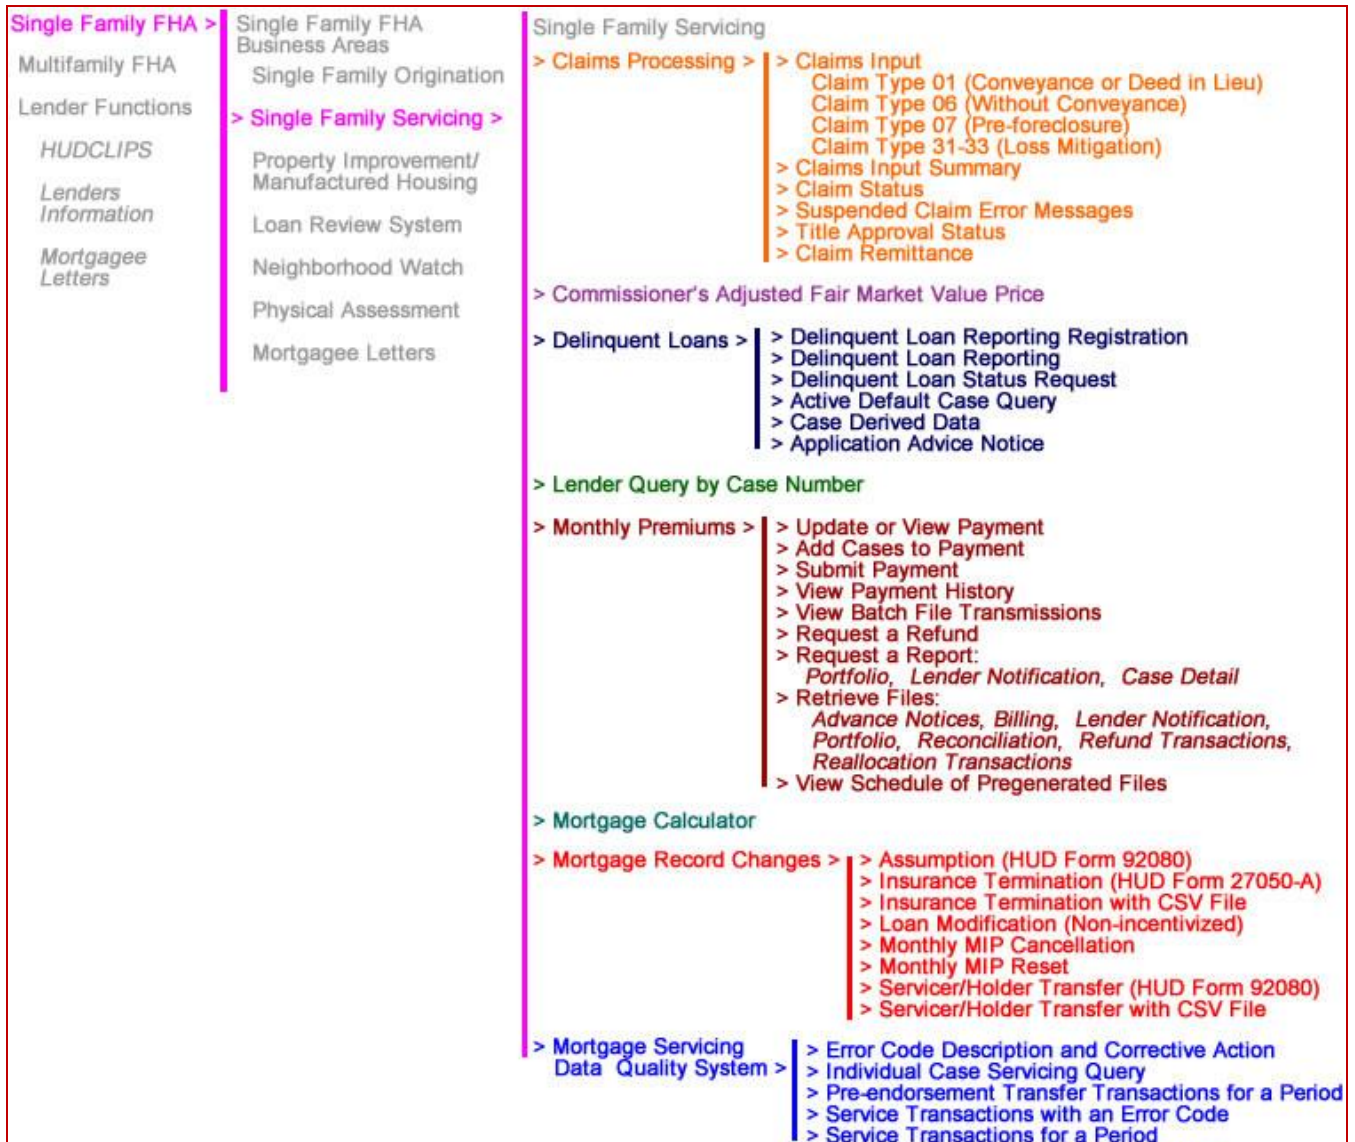 Single Family FHA >
Multifamily FHA
Lender Functions
HUDCLIPS
Lenders
Information
Mortgagee
Letters
Single Family FHA
Business Areas
Single Family Origination
> Single Family Servicing >
Property Improvement/
Manufactured Housing
Loan Review System
Neighborhood Watch
Physical Assessment
Mortgagee Letters
Single Family Servicing
> Claims Processing >
> Claims Input
Claim Type 01 (Conveyance or Deed in Lieu)
Claim Type 06 (Without Conveyance)
Claim Type 07 (Pre-foreclosure)
Claim Type 31-33 (Loss Mitigation)
> Claims Input Summary
> Claim Status
> Suspended Claim Error Messages
> Title Approval Status
> Claim Remittance
> Commissioner's Adjusted Fair Market Value Price
> Delinquent Loans >
> Delinquent Loan Reporting Registration
> Delinquent Loan Reporting
> Delinquent Loan Status Request
> Active Default Case Query
> Case Derived Data
> Application Advice Notice
> Lender Query by Case Number
> Monthly Premiums >
> Update or View Payment
> Add Cases to Payment
> Submit Payment
> View Payment History
> View Batch File Transmissions
> Request a Refund
> Request a Report:
Portfolio, Lender Notification, Case Detail
> Retrieve Files:
Advance Notices, Billing, Lender Notification,
Portfolio, Reconciliation, Refund Transactions,
Reallocation Transactions
> View Schedule of Pregenerated Files
> Mortgage Calculator
> Mortgage Record Changes >
> Assumption (HUD Form 92080)
> Insurance Termination (HUD Form 27050-A)
> Insurance Termination with CSV File
> Loan Modification (Non-incentivized)
> Monthly MIP Cancellation
> Monthly MIP Reset
> Servicer/Holder Transfer (HUD Form 92080)
> Servicer/Holder Transfer with CSV File
> Mortgage Servicing
Data Quality System >
> Error Code Description and Corrective Action
> Individual Case Servicing Query
> Pre-endorsement Transfer Transactions for a Period
> Service Transactions with an Error Code
> Service Transactions for a Period